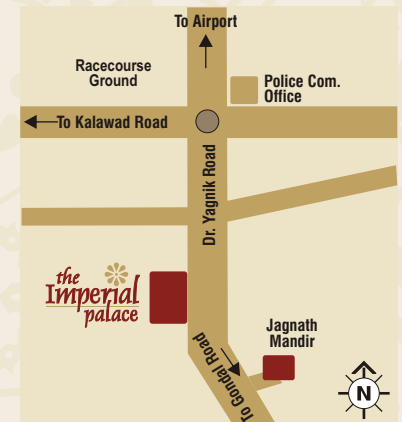 To Airport
Racecourse
Ground
Police Com.
Office
To Kalawad Road
Dr. Yagnik Road
the
Imperial
palace
Jagnath
Mandir
To Gondal Road
N